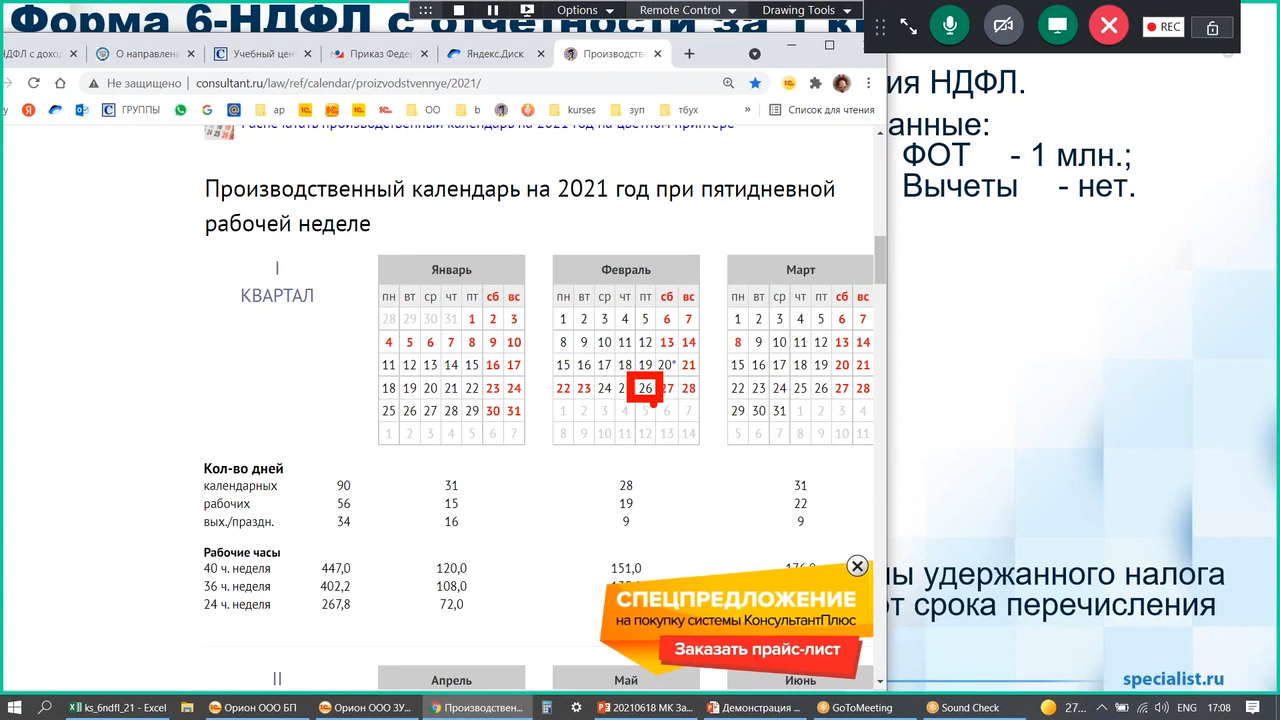 Форма 6-НДФЛ с отчетности за 1 кв
Options
Remote Control
Drawing Tools
REC
НДФЛ с дохо
О направлен
Учебный цен
Приказ Федер
Яндекс.Диск
Производств
Не защищено
consultant.ru/law/ref/calendar/proizvodstvennye/2021/
ГРУППЫ
ар
ОО
b
kurses
зуп
тбух
»
Список для чтения
ия НДФЛ.
анные:
ФОТ - 1 млн.;
Вычеты - нет.
Распечатать производственный календарь на 2021 год на цветном принтере
Производственный календарь на 2021 год при пятидневной
рабочей неделе
I
КВАРТАЛ
Январь
пн вт ср чт пт сб вс
28 29 30 31 1 2 3
4 5 6 7 8 9 10
11 12 13 14 15 16 17
18 19 20 21 22 23 24
25 26 27 28 29 30 31
1 2 3 4 5 6 7
Февраль
пн вт ср чт пт сб вс
1 2 3 4 5 6 7
8 9 10 11 12 13 14
15 16 17 18 19 20* 21
22 23 24 2 26 27 28
1 2 3 4 5 6 7
8 9 10 11 12 13 14
Март
пн вт ср чт пт сб вс
1 2 3 4 5 6 7
8 9 10 11 12 13 14
15 16 17 18 19 20 21
22 23 24 25 26 27 28
29 30 31 1 2 3 4
5 6 7 8 9 10 11
Кол-во дней
календарных 90 31 28 31
рабочих 56 15 19 22
вых./праздн. 34 16 9 9
Рабочие часы
40 ч. неделя 447,0 120,0 151,0 176,0
36 ч. неделя 402,2 108,0
24 ч. неделя 267,8 72,0
СПЕЦПРЕДЛОЖЕНИЕ
на покупку системы КонсультантПлюс
Заказать прайс-лист
ы удержанного налога
от срока перечисления
II
Апрель
Май
Июнь
specialist.ru
ks_6ndfl_21 - Excel
Орион ООО БП
Орион ООО ЗУ...
Производствен...
20210618 МК За...
Демонстрация ...
GoToMeeting
Sound Check
27...
ENG
17:08